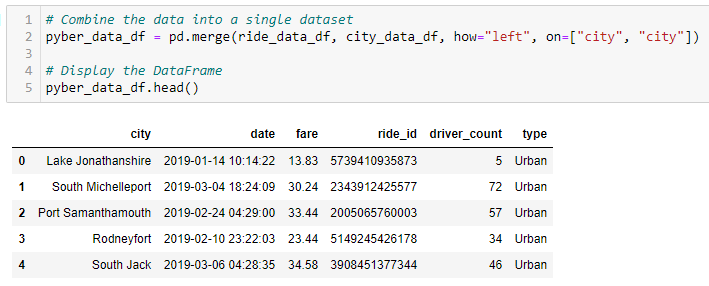 1 # Combine the data into a single dataset
2 pyber_data_df = pd.merge(ride_data_df, city_data_df, how="left", on=["city", "city"])
3
4 # Display the DataFrame
5 pyber_data_df.head()
city date fare ride_id driver_count type
0 Lake Jonathanshire 2019-01-14 10:14:22 13.83 5739410935873 5 Urban
1 South Michelleport 2019-03-04 18:24:09 30.24 2343912425577 72 Urban
2 Port Samanthamouth 2019-02-24 04:29:00 33.44 2005065760003 57 Urban
3 Rodneyfort 2019-02-10 23:22:03 23.44 5149245426178 34 Urban
4 South Jack 2019-03-06 04:28:35 34.58 3908451377344 46 Urban